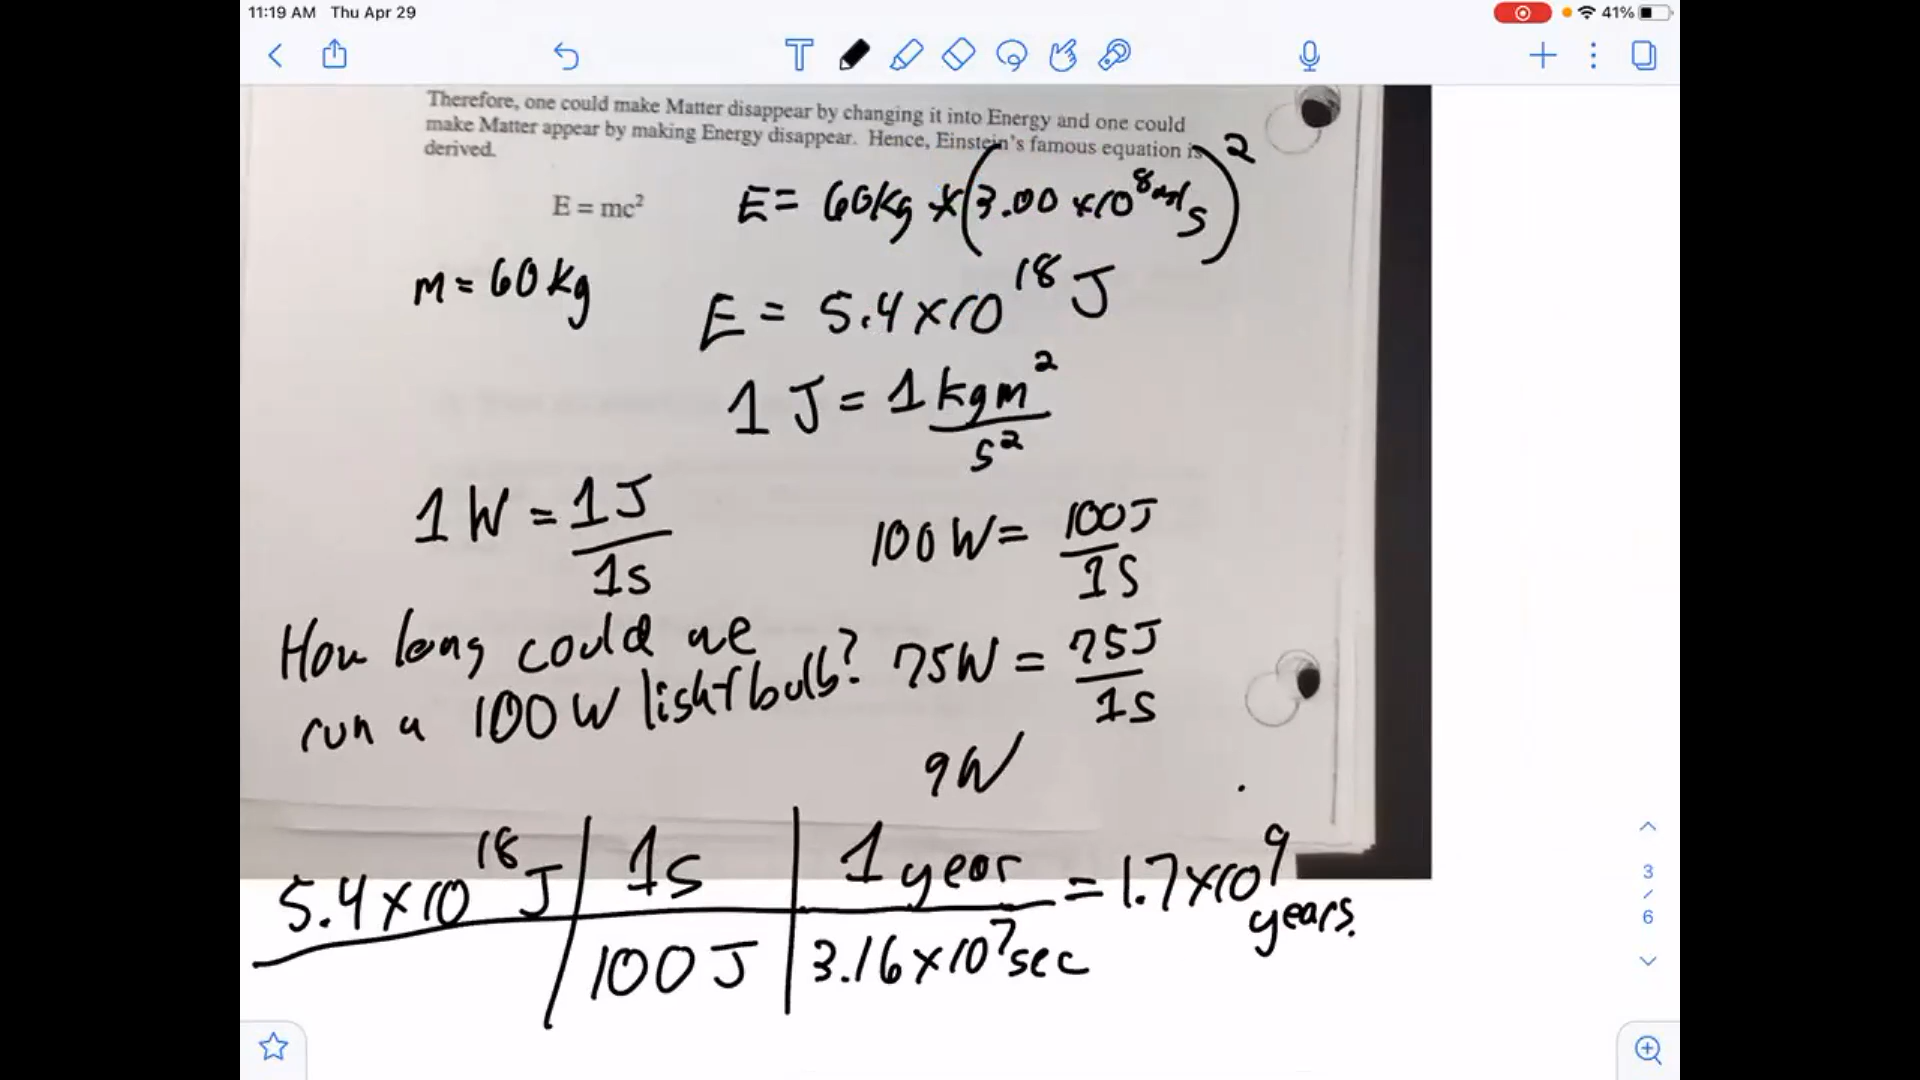 11:19 AM Thu Apr 29
41%
Therefore, one could make Matter disappear by changing it into Energy and one could
make Matter appear by making Energy disappear. Hence, Einstein's famous equation is
derived.
E = mc²
E = 60kg × (3.00 ×10⁸m/s)²
m = 60kg
E = 5.4×10¹⁸ J
1 J = 1 kgm²/s²
1 W = 1J/1s
100 W = 100J/1S
How long could we
run a 100W lightbulb?
75W = 75J/1S
9W
5.4×10¹⁸ J | 1s | 1 year = 1.7×10⁹ years.
100 J | 3.16×10⁷ sec
3
/
6